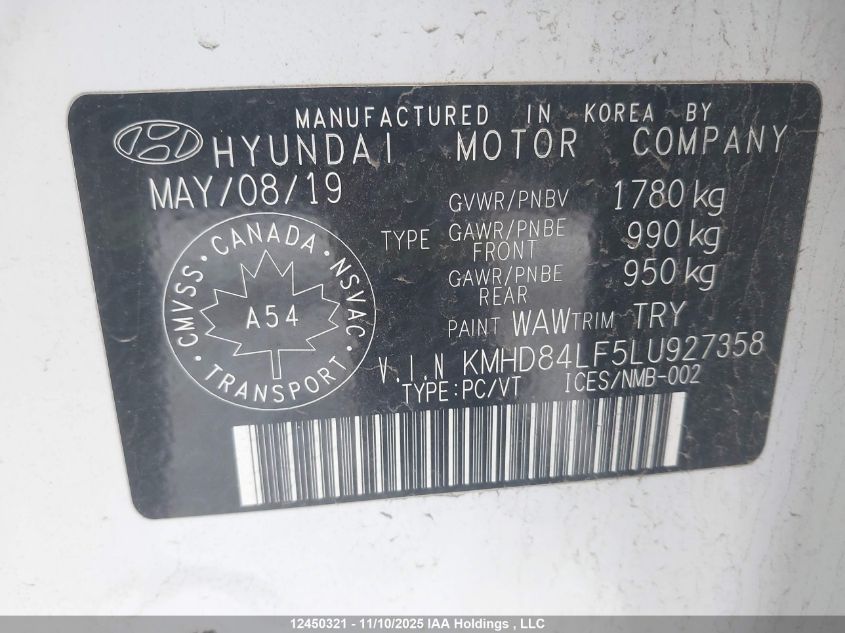 MANUFACTURED IN KOREA BY
HYUNDAI MOTOR COMPANY
MAY/08/19
GVWR/PNBV 1780 kg
TYPE GAWR/PNBE FRONT 990 kg
GAWR/PNBE REAR 950 kg
PAINT WAW TRIM TRY
V.I.N KMHD84LF5LU927358
TYPE:PC/VT ICES/NMB-002
CMVSS · CANADA · NSVAC · TRANSPORT ·
A54
12450321 - 11/10/2025 IAA Holdings , LLC